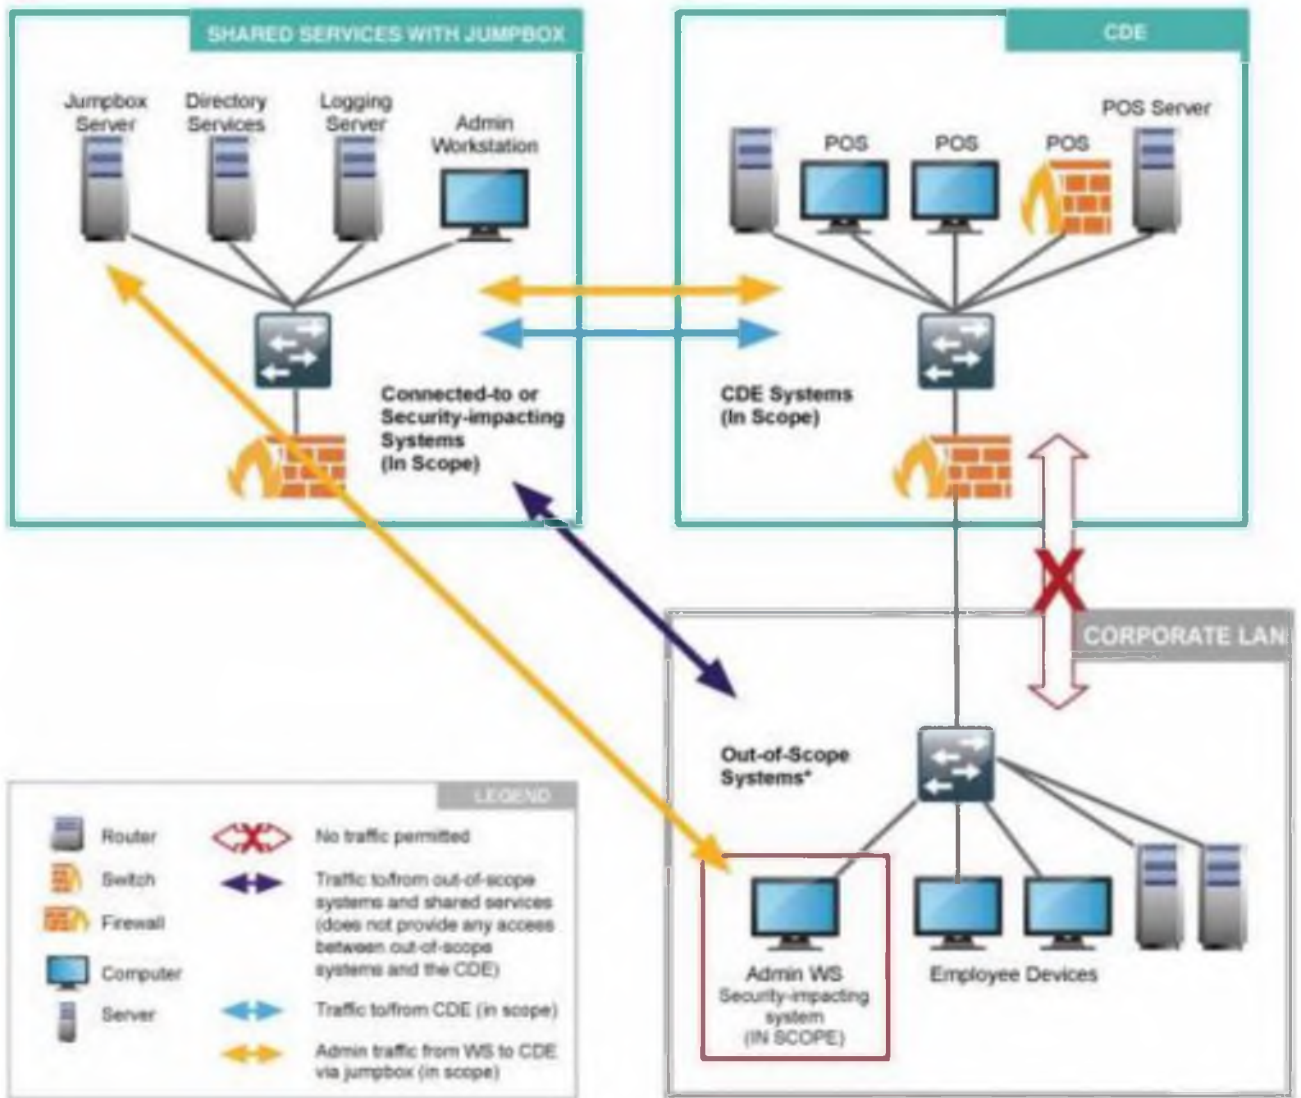 SHARED SERVICES WITH JUMPBOX
Jumpbox
Server
Directory
Services
Logging
Server
Admin
Workstation
Connected-to or
Security-impacting
Systems
(In Scope)
CDE
POS
POS
POS
POS Server
CDE Systems
(In Scope)
X
CORPORATE LAN
Out-of-Scope
Systems*
Admin WS
Security-impacting
system
(IN SCOPE)
Employee Devices
LEGEND
Router
Switch
Firewall
Computer
Server
X
No traffic permitted
Traffic to/from out-of-scope
systems and shared services
(does not provide any access
between out-of-scope
systems and the CDE)
Traffic to/from CDE (in scope)
Admin traffic from WS to CDE
via jumpbox (in scope)